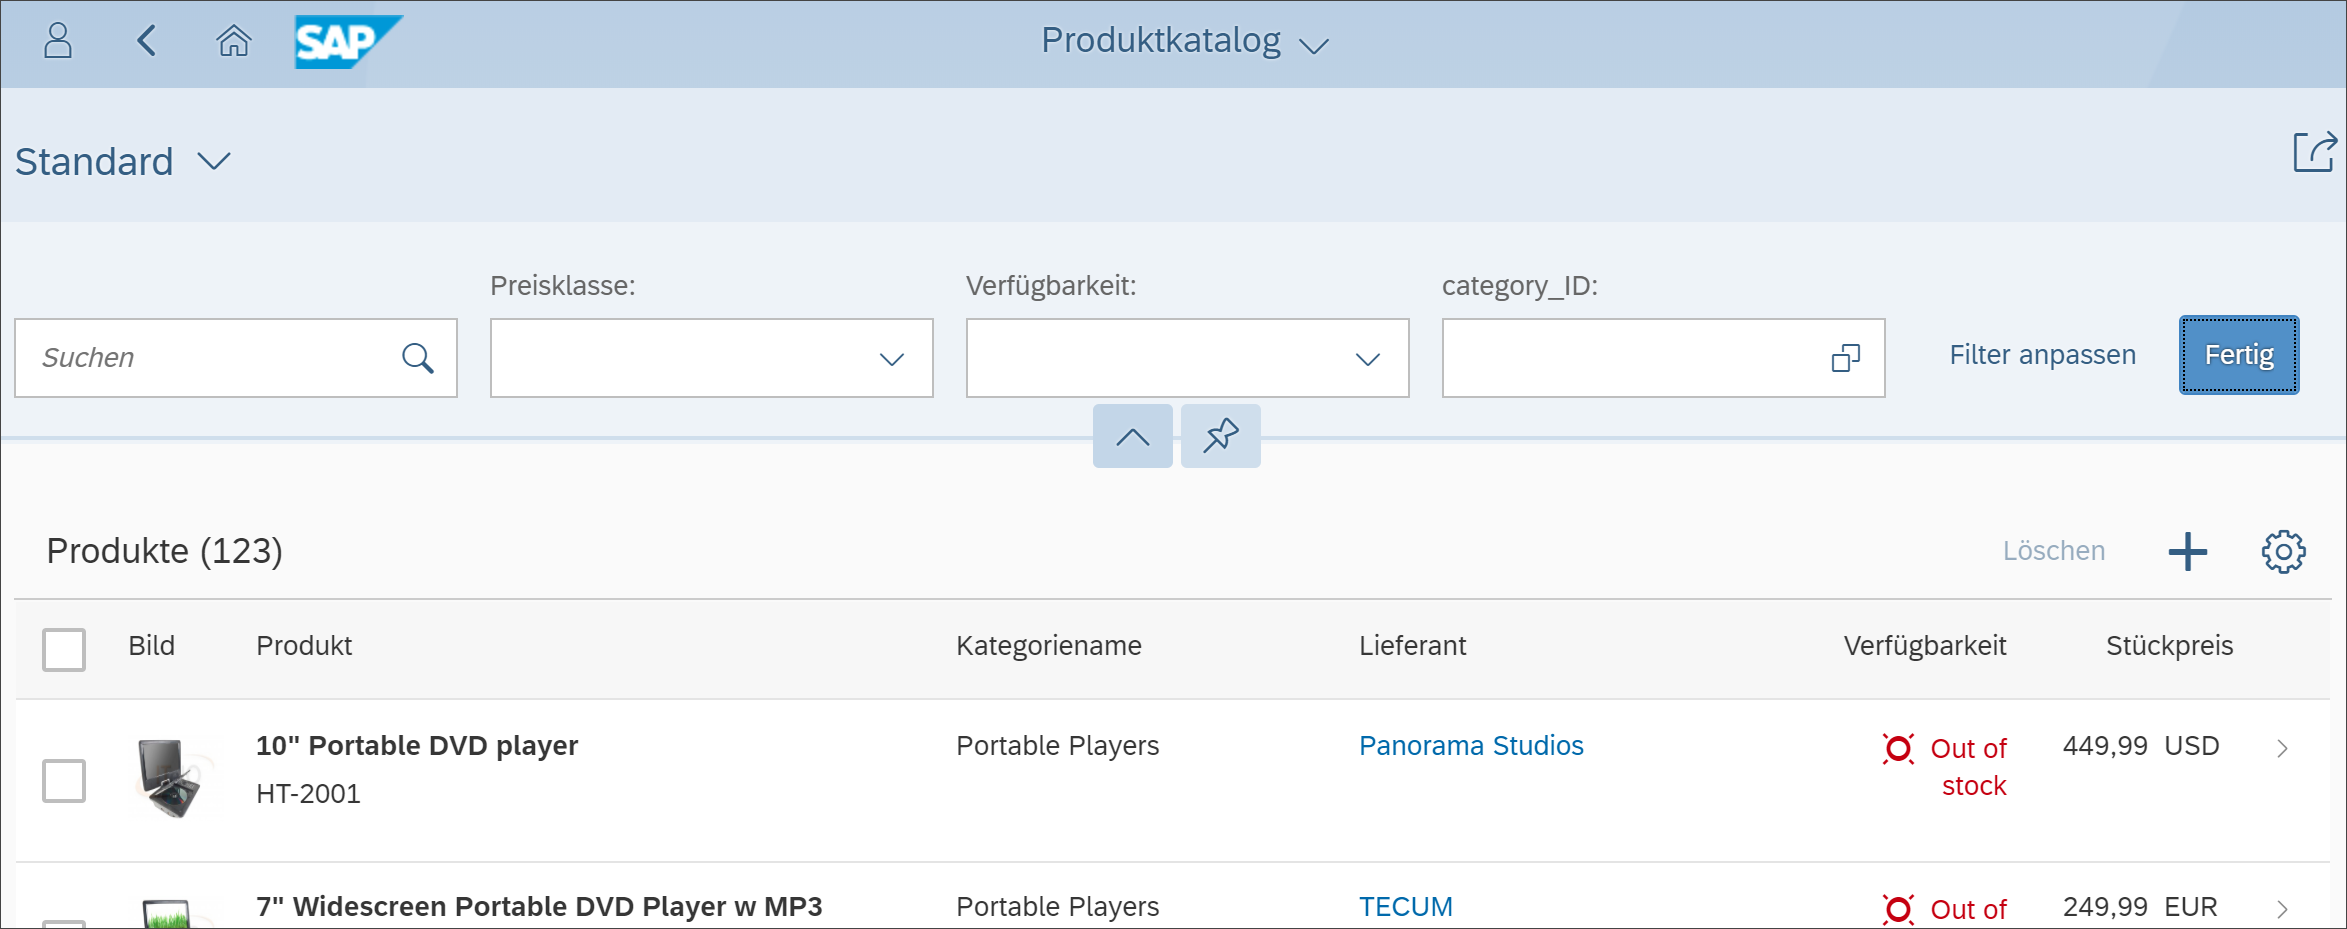 SAP
Produktkatalog
Standard
Preisklasse:
Verfügbarkeit:
category_ID:
Suchen
Filter anpassen
Fertig
Produkte (123)
Löschen
Bild
Produkt
Kategoriename
Lieferant
Verfügbarkeit
Stückpreis
10" Portable DVD player
HT-2001
Portable Players
Panorama Studios
Out of
stock
449,99 USD
7" Widescreen Portable DVD Player w MP3
Portable Players
TECUM
Out of
249,99 EUR